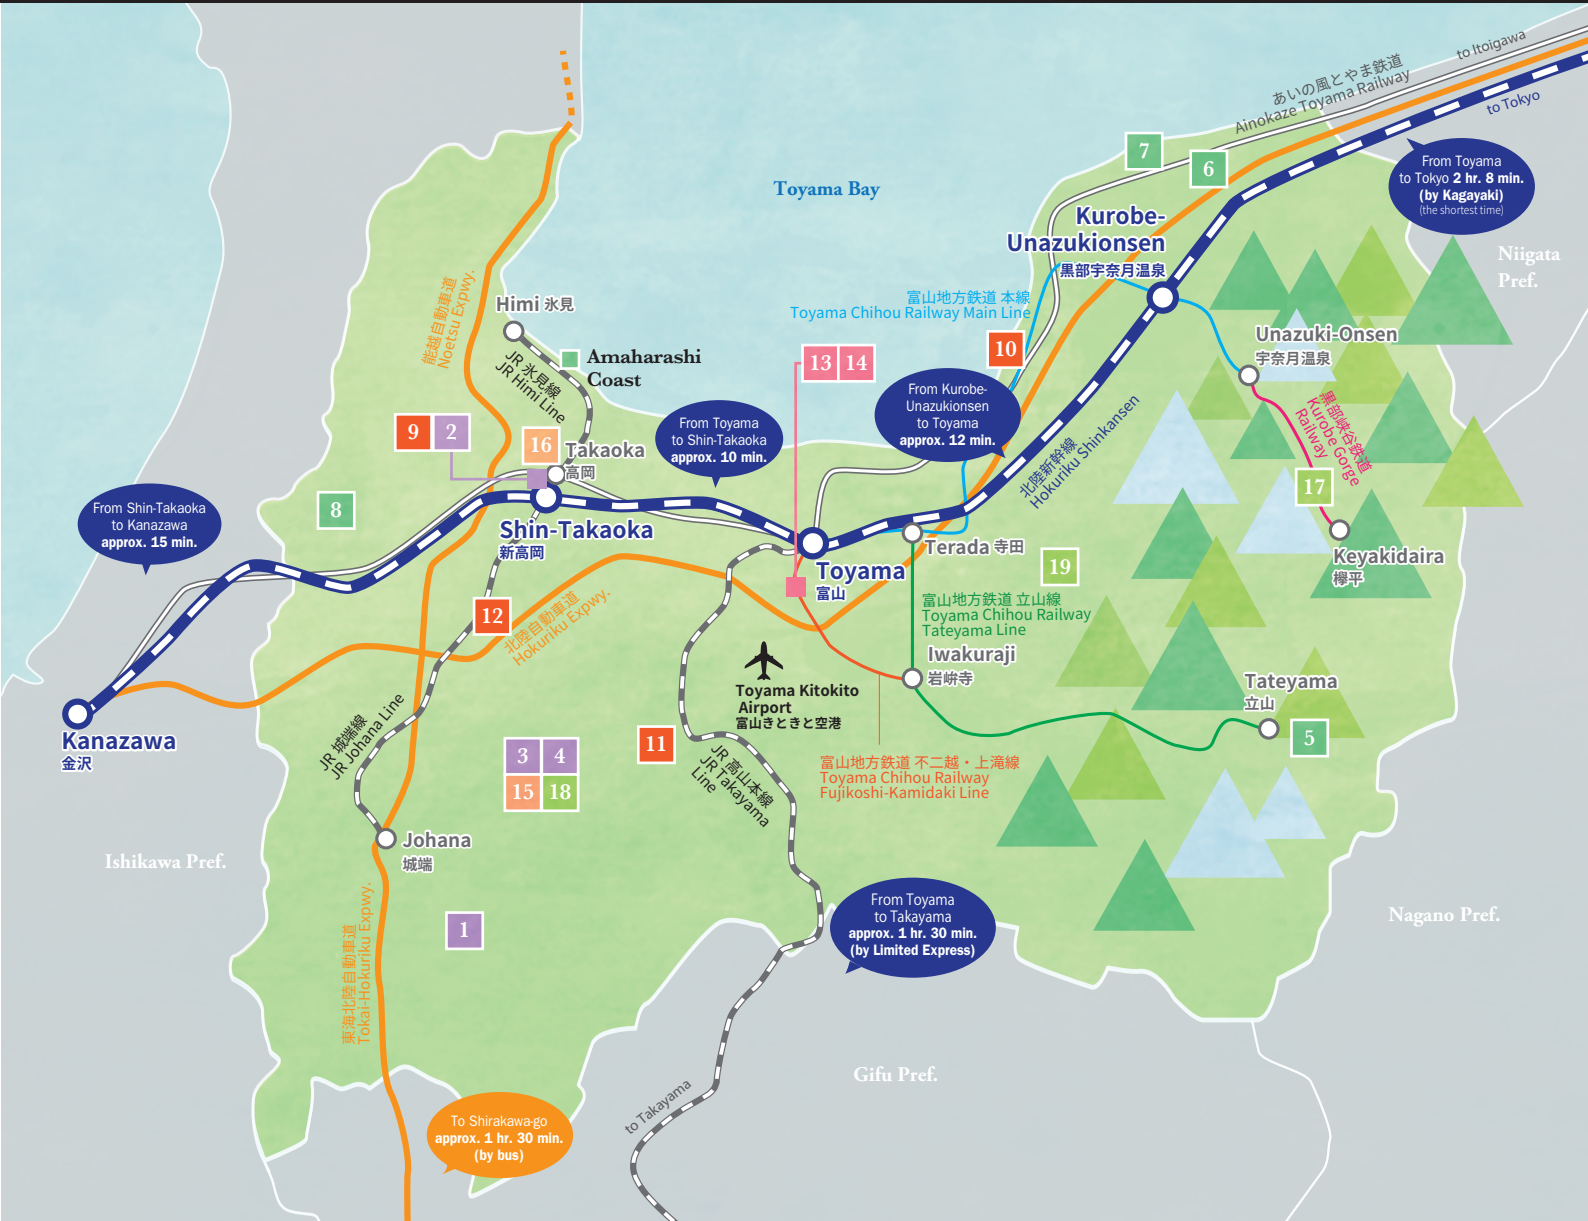 あいの風とやま鉄道
Ainokaze Toyama Railway
to Itoigawa
to Tokyo
From Toyama
to Tokyo 2 hr. 8 min.
(by Kagayaki)
(the shortest time)
7
6
Toyama Bay
Kurobe-
Unazukionsen
黒部宇奈月温泉
Niigata
Pref.
能越自動車道
Noetsu Expwy.
Himi 氷見
JR 氷見線
JR Himi Line
Amaharashi
Coast
富山地方鉄道 本線
Toyama Chihou Railway Main Line
10
13
14
Unazuki-Onsen
宇奈月温泉
黒部峡谷鉄道
Kurobe Gorge
Railway
17
From Kurobe-
Unazukionsen
to Toyama
approx. 12 min.
From Toyama
to Shin-Takaoka
approx. 10 min.
9
2
16
Takaoka
高岡
北陸新幹線
Hokuriku Shinkansen
From Shin-Takaoka
to Kanazawa
approx. 15 min.
8
Shin-Takaoka
新高岡
Terada 寺田
Toyama
富山
19
Keyakidaira
欅平
12
北陸自動車道
Hokuriku Expwy.
富山地方鉄道 立山線
Toyama Chihou Railway
Tateyama Line
Iwakuraji
岩峅寺
Toyama Kitokito
Airport
富山きときと空港
Tateyama
立山
5
Kanazawa
金沢
JR 城端線
JR Johana Line
3
4
15
18
11
JR 高山本線
JR Takayama
Line
富山地方鉄道 不二越・上滝線
Toyama Chihou Railway
Fujikoshi-Kamidaki Line
Johana
城端
Ishikawa Pref.
1
From Toyama
to Takayama
approx. 1 hr. 30 min.
(by Limited Express)
Nagano Pref.
東海北陸自動車道
Tokai-Hokuriku Expwy.
Gifu Pref.
to Takayama
To Shirakawa-go
approx. 1 hr. 30 min.
(by bus)